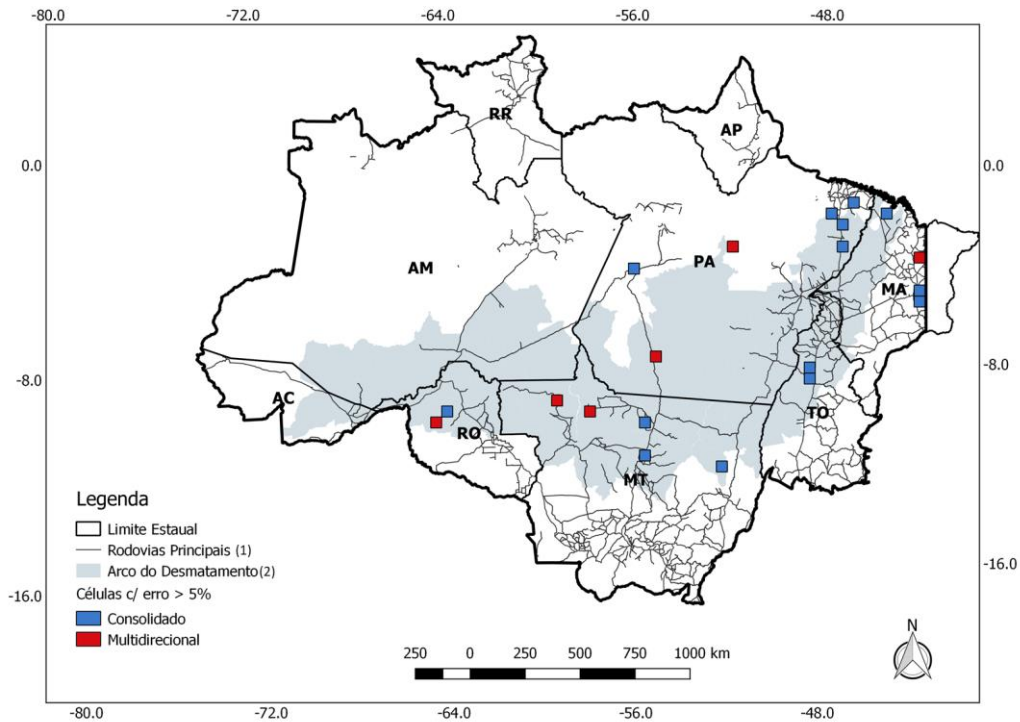 -80.0 -72.0 -64.0 -56.0 -48.0
RR
AP
0.0 0.0
AM
PA
MA
-8.0 -8.0
AC
RO
TO
MT
Legenda
Limite Estaual
Rodovias Principais (1)
Arco do Desmatamento(2)
Células c/ erro > 5%
Consolidado
Multidirecional
-16.0 -16.0
N
250 0 250 500 750 1000 km
-80.0 -72.0 -64.0 -56.0 -48.0